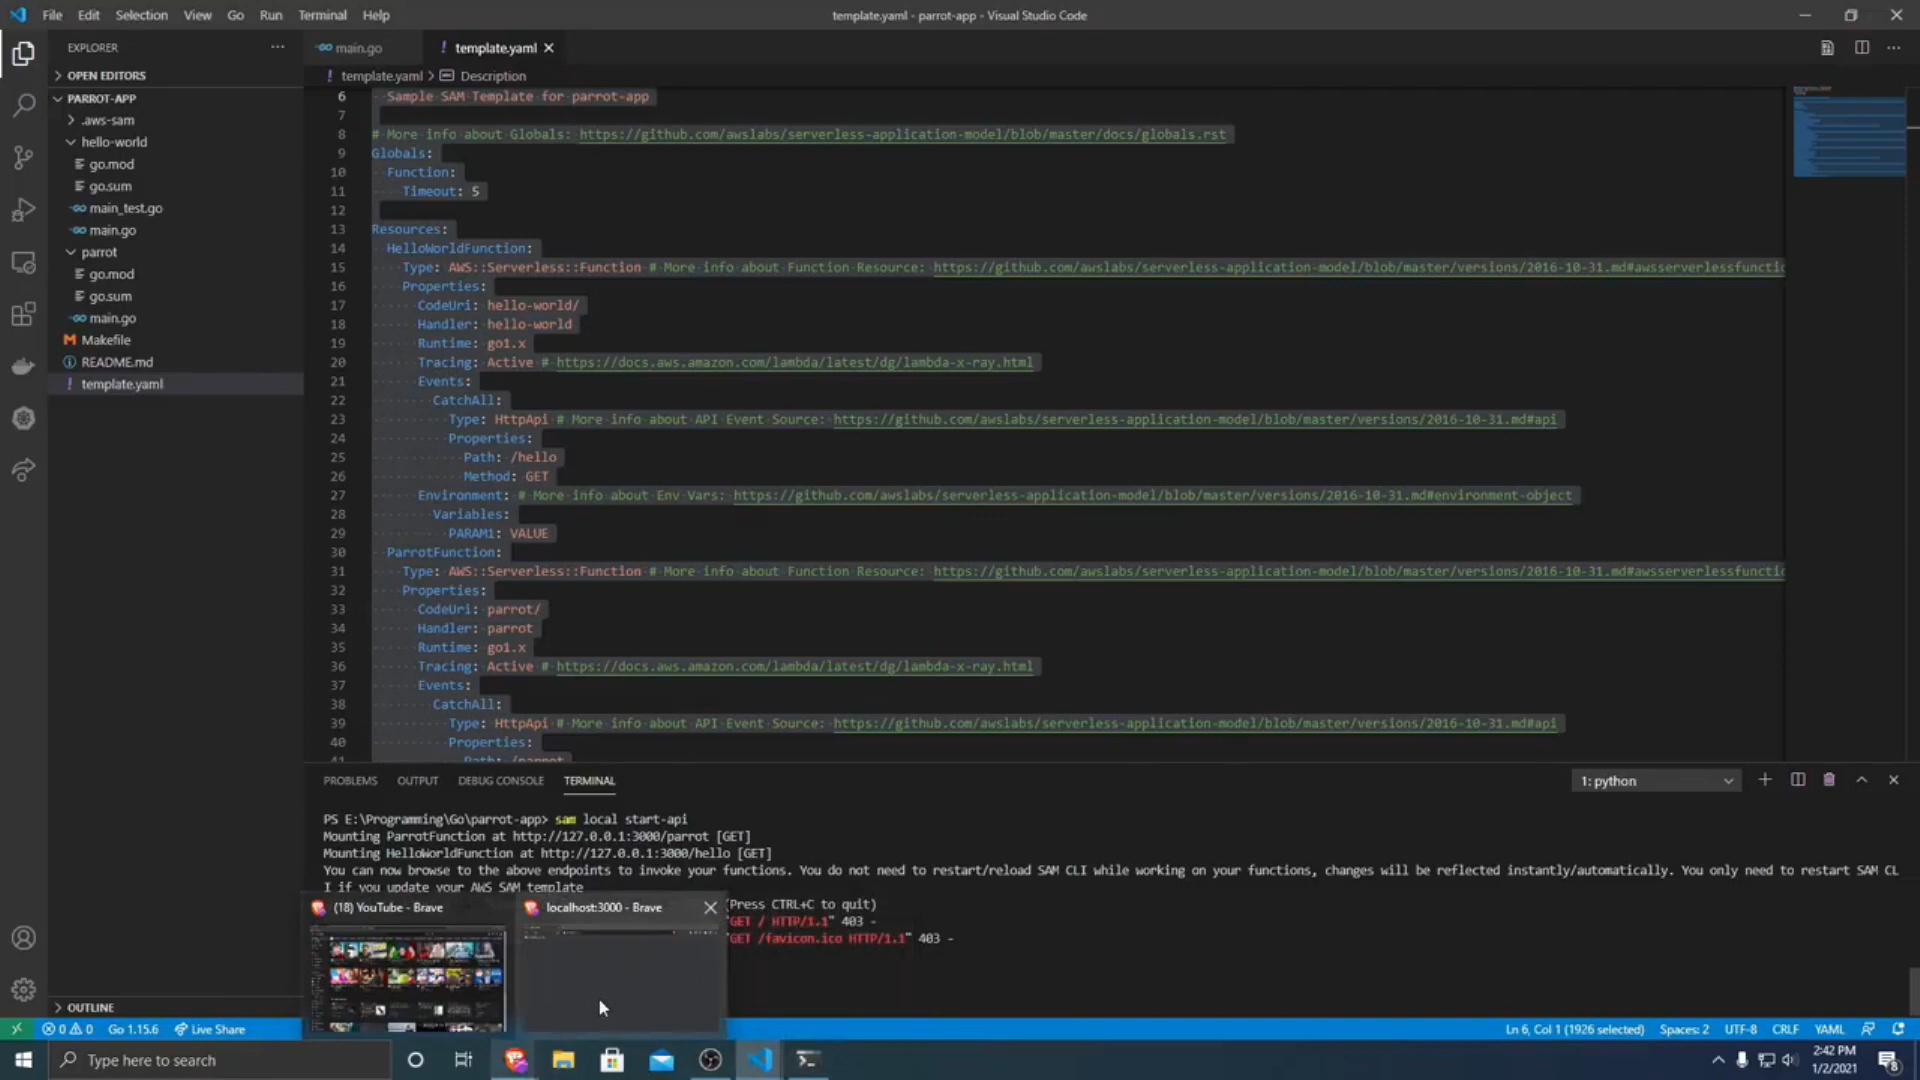 File Edit Selection View Go Run Terminal Help
template.yaml - parrot-app - Visual Studio Code
EXPLORER
OPEN EDITORS
PARROT-APP
.aws-sam
hello-world
go.mod
go.sum
main_test.go
main.go
parrot
go.mod
go.sum
main.go
Makefile
README.md
template.yaml
OUTLINE
main.go
template.yaml
template.yaml > Description
6 Sample SAM Template for parrot-app
7
8 # More info about Globals: https://github.com/awslabs/serverless-application-model/blob/master/docs/globals.rst
9 Globals:
10 Function:
11 Timeout: 5
12
13 Resources:
14 HelloWorldFunction:
15 Type: AWS::Serverless::Function # More info about Function Resource: https://github.com/awslabs/serverless-application-model/blob/master/versions/2016-10-31.md#awsserverlessfunctio
16 Properties:
17 CodeUri: hello-world/
18 Handler: hello-world
19 Runtime: go1.x
20 Tracing: Active # https://docs.aws.amazon.com/lambda/latest/dg/lambda-x-ray.html
21 Events:
22 CatchAll:
23 Type: HttpApi # More info about API Event Source: https://github.com/awslabs/serverless-application-model/blob/master/versions/2016-10-31.md#api
24 Properties:
25 Path: /hello
26 Method: GET
27 Environment: # More info about Env Vars: https://github.com/awslabs/serverless-application-model/blob/master/versions/2016-10-31.md#environment-object
28 Variables:
29 PARAM1: VALUE
30 ParrotFunction:
31 Type: AWS::Serverless::Function # More info about Function Resource: https://github.com/awslabs/serverless-application-model/blob/master/versions/2016-10-31.md#awsserverlessfunctio
32 Properties:
33 CodeUri: parrot/
34 Handler: parrot
35 Runtime: go1.x
36 Tracing: Active # https://docs.aws.amazon.com/lambda/latest/dg/lambda-x-ray.html
37 Events:
38 CatchAll:
39 Type: HttpApi # More info about API Event Source: https://github.com/awslabs/serverless-application-model/blob/master/versions/2016-10-31.md#api
40 Properties:
41 Path: /parrot
PROBLEMS OUTPUT DEBUG CONSOLE TERMINAL
1: python
PS E:\Programming\Go\parrot-app> sam local start-api
Mounting ParrotFunction at http://127.0.0.1:3000/parrot [GET]
Mounting HelloWorldFunction at http://127.0.0.1:3000/hello [GET]
You can now browse to the above endpoints to invoke your functions. You do not need to restart/reload SAM CLI while working on your functions, changes will be reflected instantly/automatically. You only need to restart SAM CL
I if you update your AWS SAM template
(Press CTRL+C to quit)
"GET / HTTP/1.1" 403 -
"GET /favicon.ico HTTP/1.1" 403 -
(18) YouTube - Brave
localhost:3000 - Brave
0 0 Go 1.15.6 Live Share
Ln 6, Col 1 (1926 selected) Spaces: 2 UTF-8 CRLF YAML
Type here to search
2:42 PM
1/2/2021
8